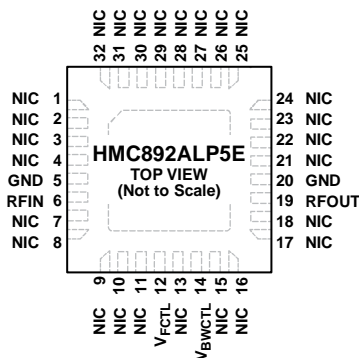 32 NIC
31 NIC
30 NIC
29 NIC
28 NIC
27 NIC
26 NIC
25 NIC
NIC 1
NIC 2
NIC 3
NIC 4
GND 5
RFIN 6
NIC 7
NIC 8
HMC892ALP5E
TOP VIEW
(Not to Scale)
24 NIC
23 NIC
22 NIC
21 NIC
20 GND
19 RFOUT
18 NIC
17 NIC
NIC 9
NIC 10
NIC 11
VFCTL 12
NIC 13
VBWCTL 14
NIC 15
NIC 16